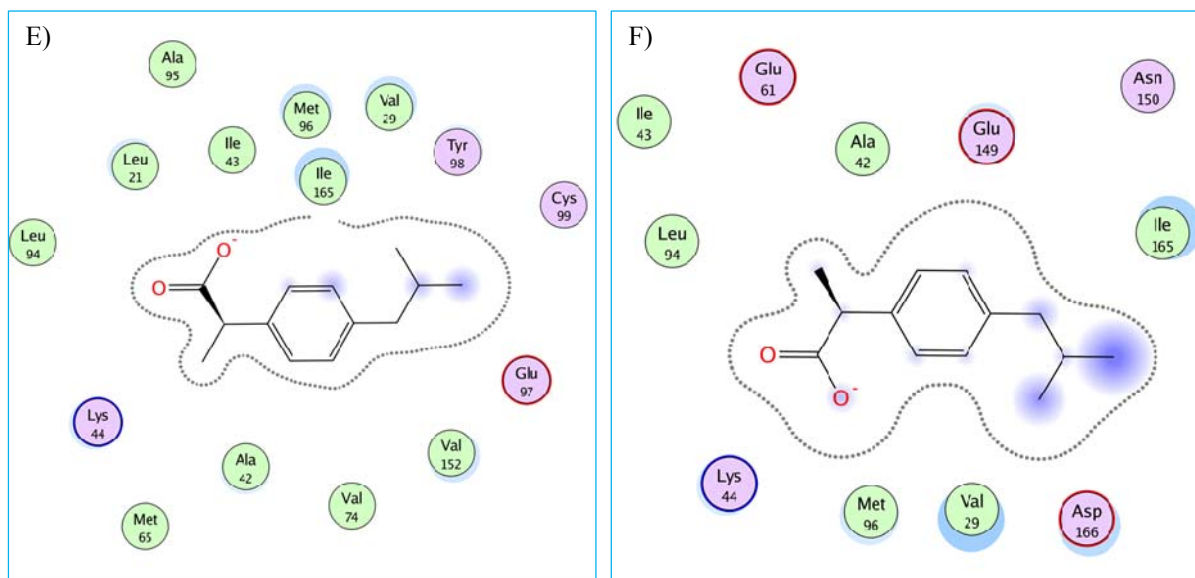 E)
Ala
95
Met
96
Val
29
Ile
43
Leu
21
Ile
165
Tyr
98
Cys
99
Leu
94
O-
O
Glu
97
Lys
44
Ala
42
Val
152
Val
74
Met
65
F)
Glu
61
Asn
150
Ile
43
Glu
149
Ala
42
Ile
165
Leu
94
O
O-
Lys
44
Met
96
Val
29
Asp
166